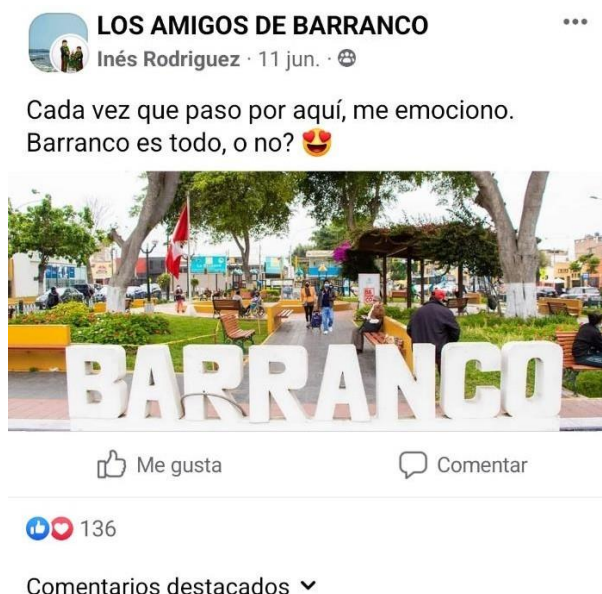 LOS AMIGOS DE BARRANCO
Inés Rodriguez · 11 jun. ·
Cada vez que paso por aquí, me emociono.
Barranco es todo, o no? 😍
BARRANCO
Me gusta
Comentar
136
Comentarios destacados